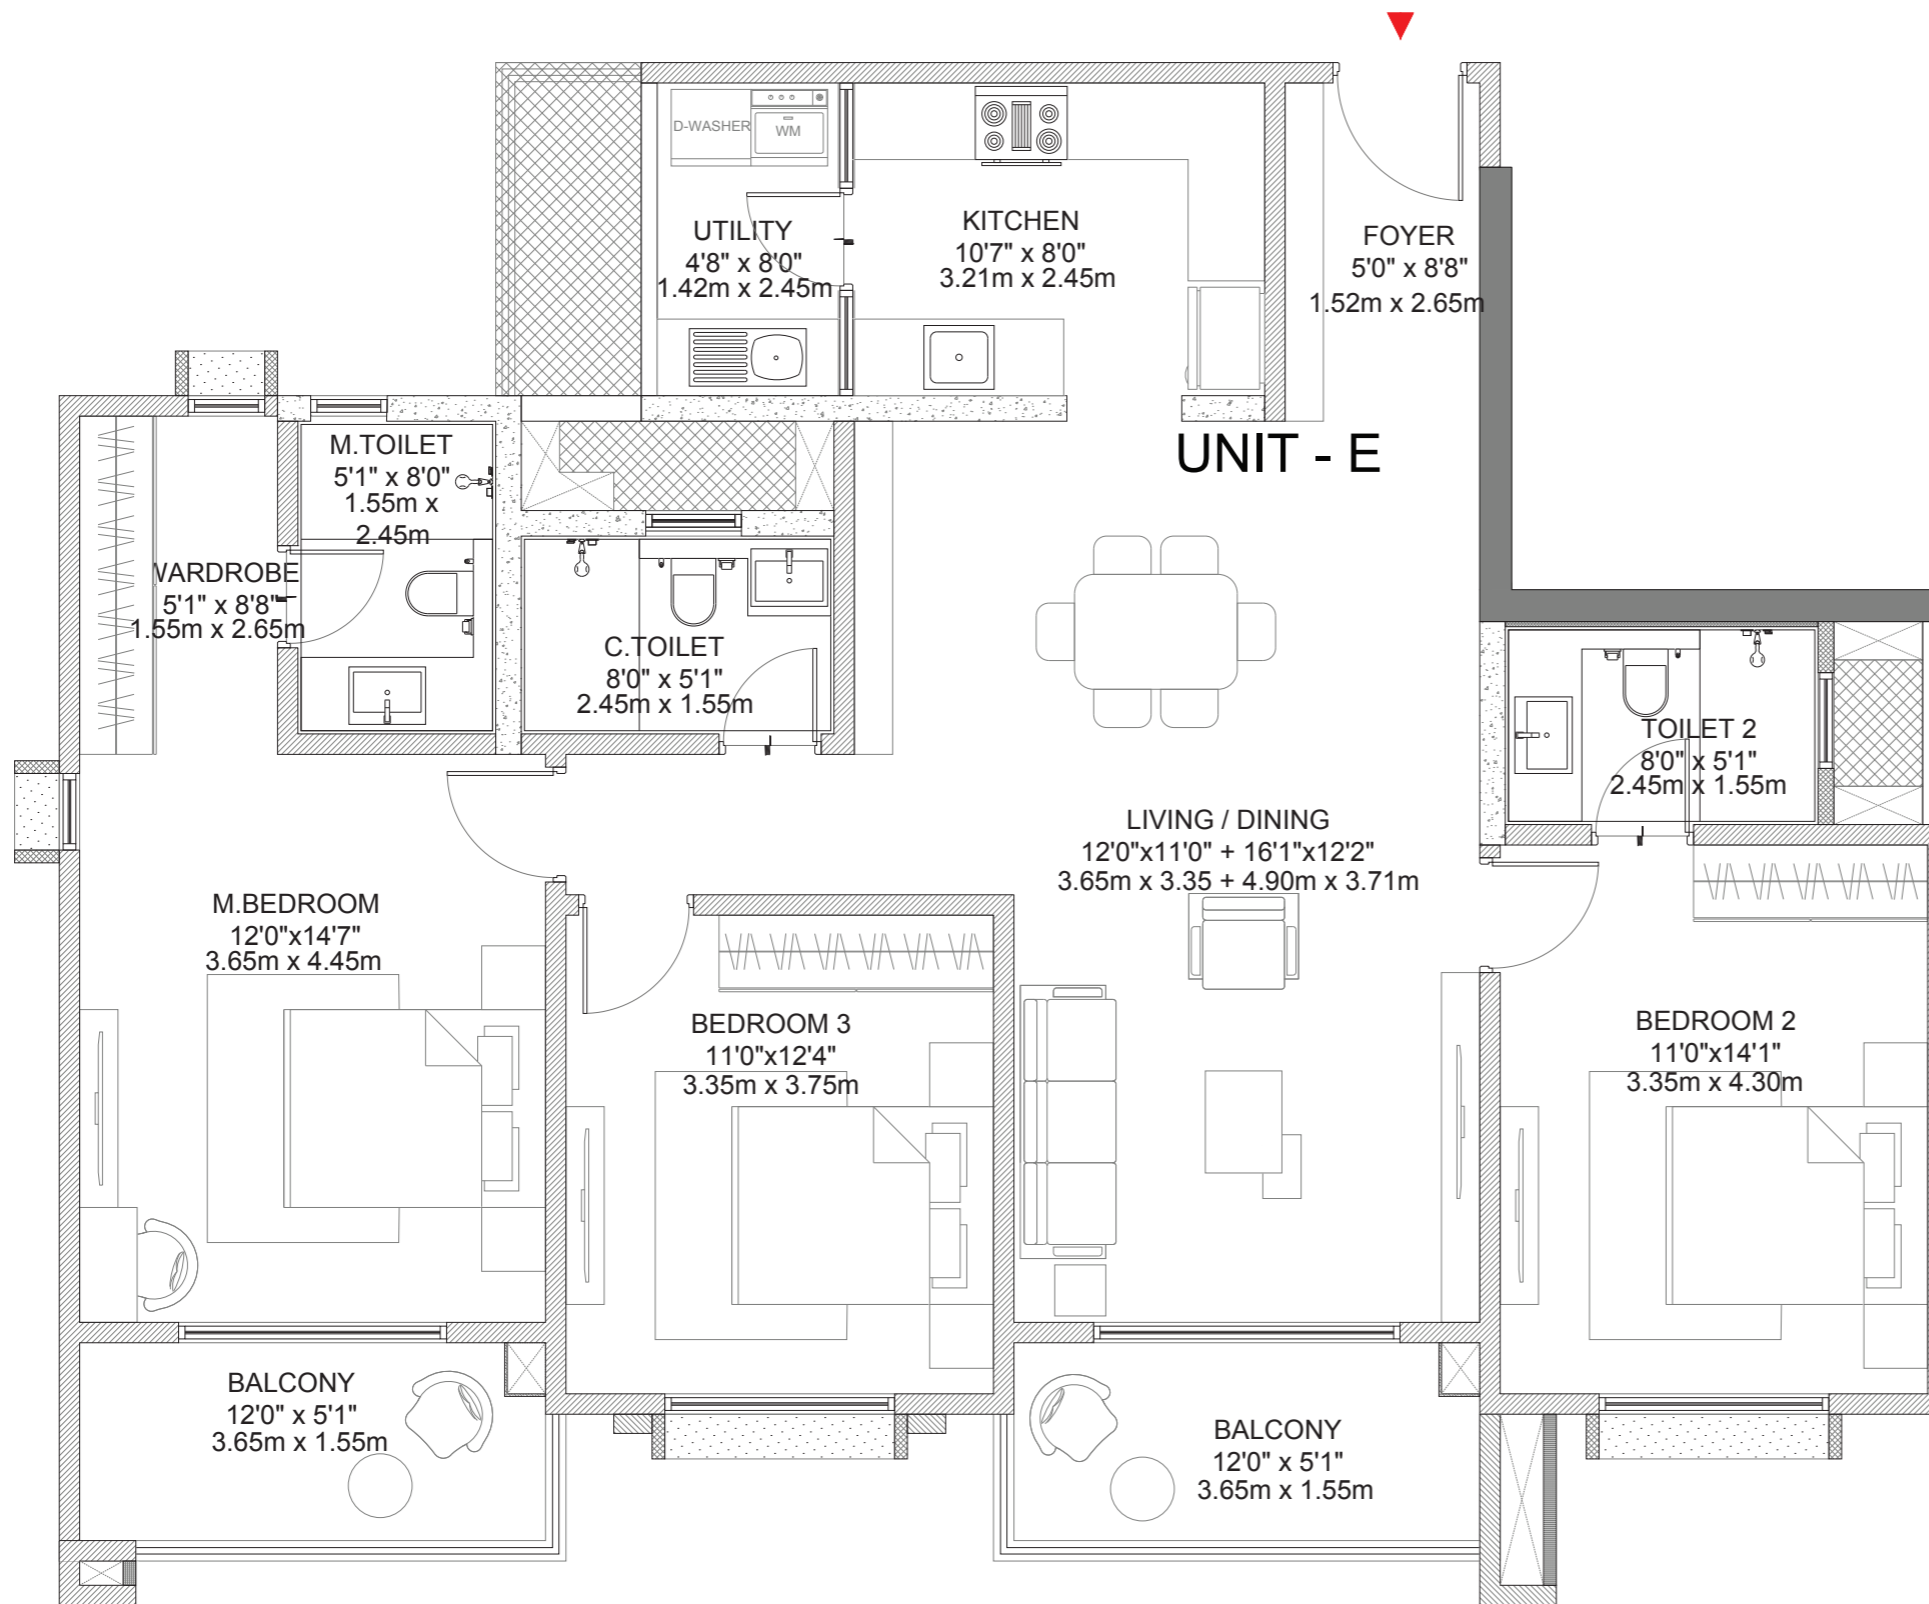 D-WASHER
WM
UTILITY
4'8" x 8'0"
1.42m x 2.45m
KITCHEN
10'7" x 8'0"
3.21m x 2.45m
FOYER
5'0" x 8'8"
1.52m x 2.65m
UNIT - E
M.TOILET
5'1" x 8'0"
1.55m x
2.45m
WARDROBE
5'1" x 8'8"
1.55m x 2.65m
C.TOILET
8'0" x 5'1"
2.45m x 1.55m
TOILET 2
8'0" x 5'1"
2.45m x 1.55m
LIVING / DINING
12'0"x11'0" + 16'1"x12'2"
3.65m x 3.35 + 4.90m x 3.71m
M.BEDROOM
12'0"x14'7"
3.65m x 4.45m
BEDROOM 3
11'0"x12'4"
3.35m x 3.75m
BEDROOM 2
11'0"x14'1"
3.35m x 4.30m
BALCONY
12'0" x 5'1"
3.65m x 1.55m
BALCONY
12'0" x 5'1"
3.65m x 1.55m